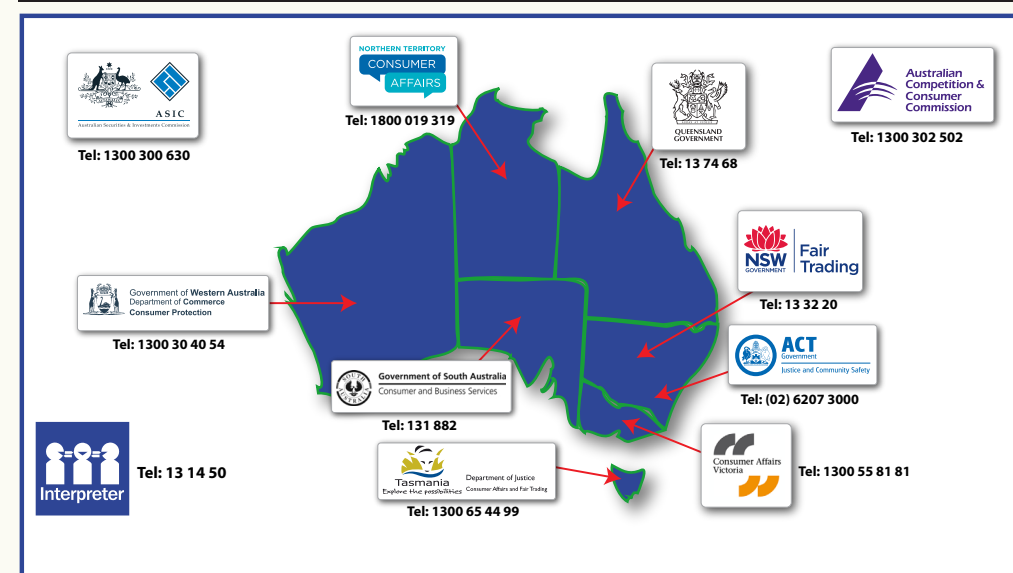 ASIC
Australian Securities & Investments Commission
Tel: 1300 300 630
NORTHERN TERRITORY
CONSUMER
AFFAIRS
Tel: 1800 019 319
QUEENSLAND
GOVERNMENT
Tel: 13 74 68
Australian
Competition &
Consumer
Commission
Tel: 1300 302 502
NSW
GOVERNMENT
Fair
Trading
Tel: 13 32 20
Government of Western Australia
Department of Commerce
Consumer Protection
Tel: 1300 30 40 54
ACT
Government
Justice and Community Safety
Tel: (02) 6207 3000
SOUTH AUSTRALIA
Government of South Australia
Consumer and Business Services
Tel: 131 882
Interpreter
Tel: 13 14 50
Tasmania
Explore the possibilities
Department of Justice
Consumer Affairs and Fair Trading
Tel: 1300 65 44 99
Consumer Affairs
Victoria
Tel: 1300 55 81 81